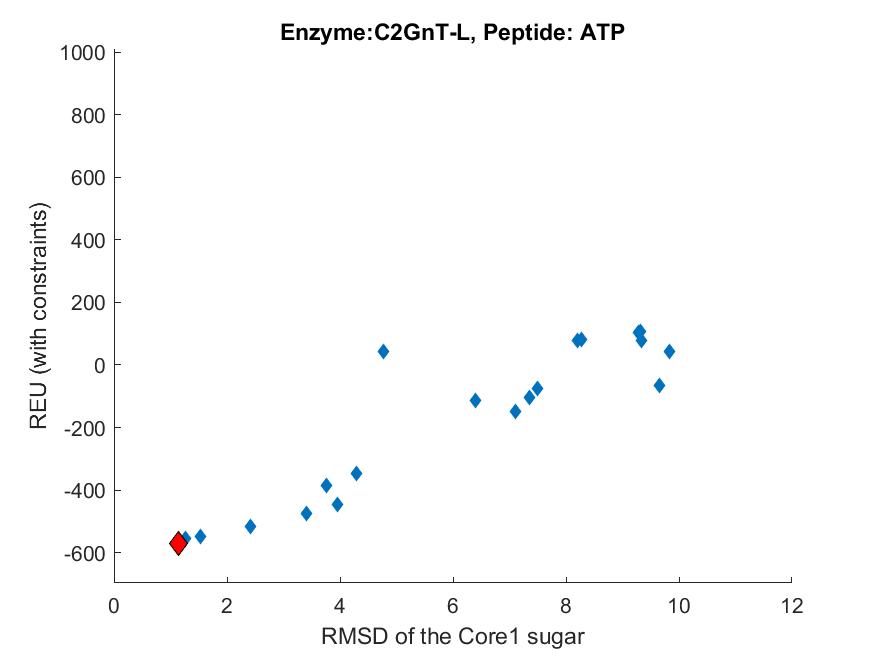 Enzyme:C2GnT-L, Peptide: ATP
1000
800
600
400
200
0
-200
-400
-600
REU (with constraints)
0 2 4 6 8 10 12
RMSD of the Core1 sugar